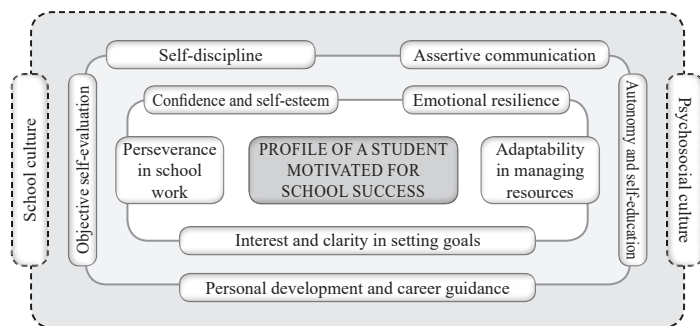 Self-discipline
Assertive communication
School culture
Objective self-evaluation
Confidence and self-esteem
Emotional resilience
Autonomy and self-education
Psychosocial culture
Perseverance
in school
work
PROFILE OF A STUDENT
MOTIVATED FOR
SCHOOL SUCCESS
Adaptability
in managing
resources
Interest and clarity in setting goals
Personal development and career guidance